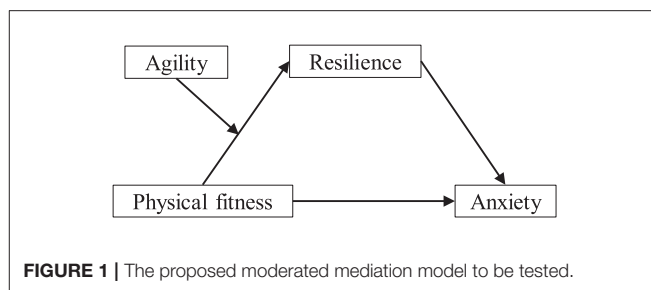 Agility
Resilience
Physical fitness
Anxiety
FIGURE 1 | The proposed moderated mediation model to be tested.